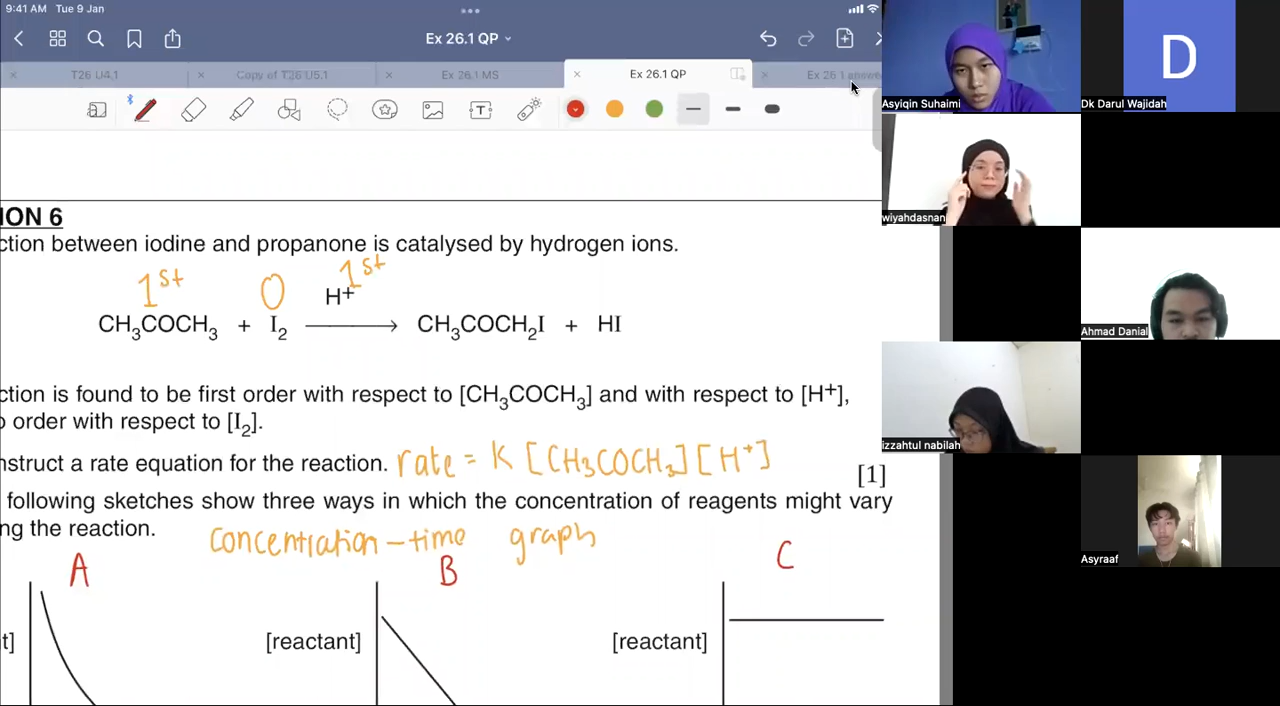 9:41 AM Tue 9 Jan
Ex 26.1 QP
T26 U4.1
Copy of T26 U5.1
Ex 26.1 MS
Ex 26.1 QP
Ex 26.1 answe
ION 6
ction between iodine and propanone is catalysed by hydrogen ions.
1st 0 1st
H+
CH3COCH3 + I2 → CH3COCH2I + HI
ction is found to be first order with respect to [CH3COCH3] and with respect to [H+],
o order with respect to [I2].
nstruct a rate equation for the reaction. rate = K [CH3COCH3][H+]
[1]
following sketches show three ways in which the concentration of reagents might vary
ng the reaction.
concentration - time graph
A B C
t] [reactant] [reactant]
Asyiqin Suhaimi
D
Dk Darul Wajidah
wiyahdasnan
Ahmad Danial
izzahtul nabilah
Asyraaf